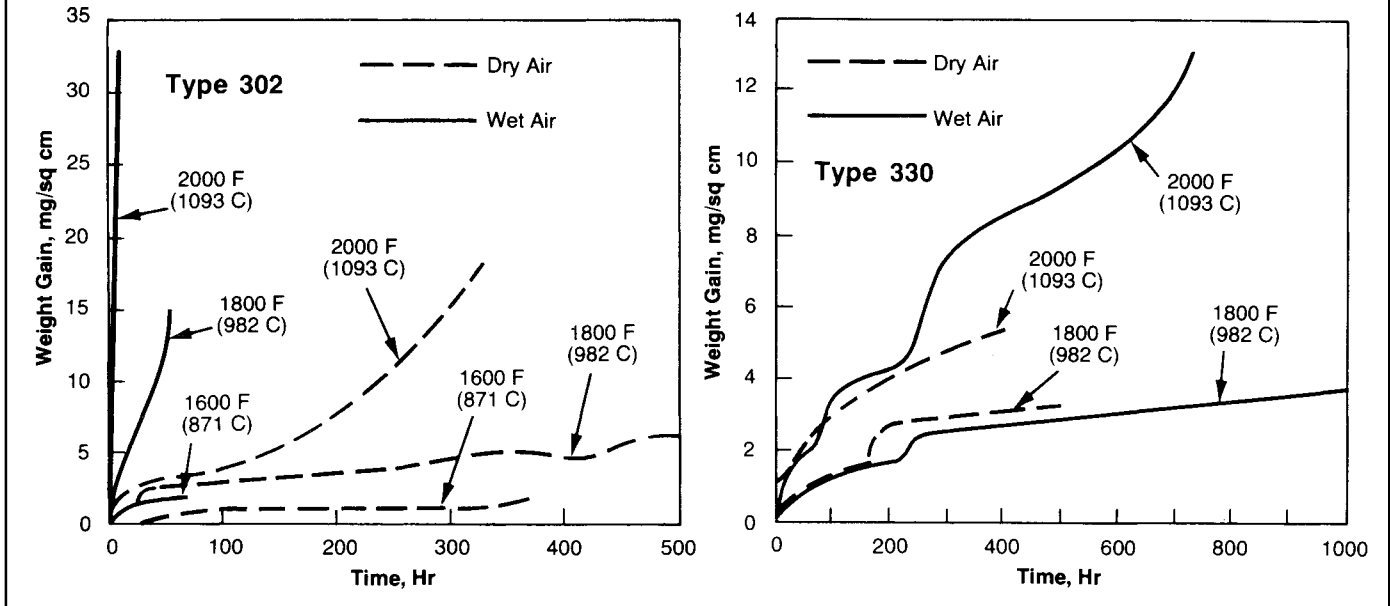 35
30
25
20
15
10
5
0
Weight Gain, mg/sq cm
Type 302
Dry Air
Wet Air
2000 F
(1093 C)
1800 F
(982 C)
1600 F
(871 C)
2000 F
(1093 C)
1600 F
(871 C)
1800 F
(982 C)
0 100 200 300 400 500
Time, Hr
14
12
10
8
6
4
2
0
Weight Gain, mg/sq cm
Dry Air
Wet Air
Type 330
2000 F
(1093 C)
2000 F
(1093 C)
1800 F
(982 C)
1800 F
(982 C)
0 200 400 600 800 1000
Time, Hr